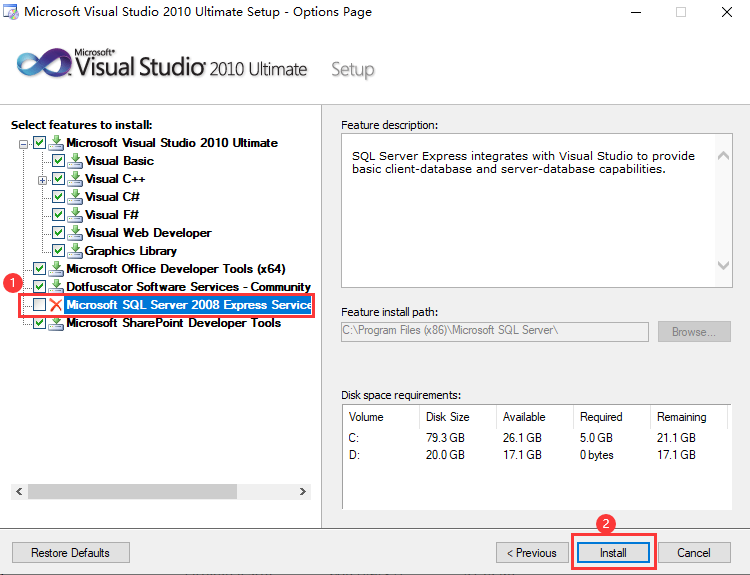 Microsoft Visual Studio 2010 Ultimate Setup - Options Page
Microsoft®
Visual Studio® 2010 Ultimate Setup
Select features to install:
Microsoft Visual Studio 2010 Ultimate
Visual Basic
Visual C++
Visual C#
Visual F#
Visual Web Developer
Graphics Library
Microsoft Office Developer Tools (x64)
Dotfuscator Software Services - Community
1
Microsoft SQL Server 2008 Express Service
Microsoft SharePoint Developer Tools
Feature description:
SQL Server Express integrates with Visual Studio to provide
basic client-database and server-database capabilities.
Feature install path:
C:\Program Files (x86)\Microsoft SQL Server\
Browse...
Disk space requirements:
Volume Disk Size Available Required Remaining
C: 79.3 GB 26.1 GB 5.0 GB 21.1 GB
D: 20.0 GB 17.1 GB 0 bytes 17.1 GB
2
Restore Defaults
< Previous
Install
Cancel